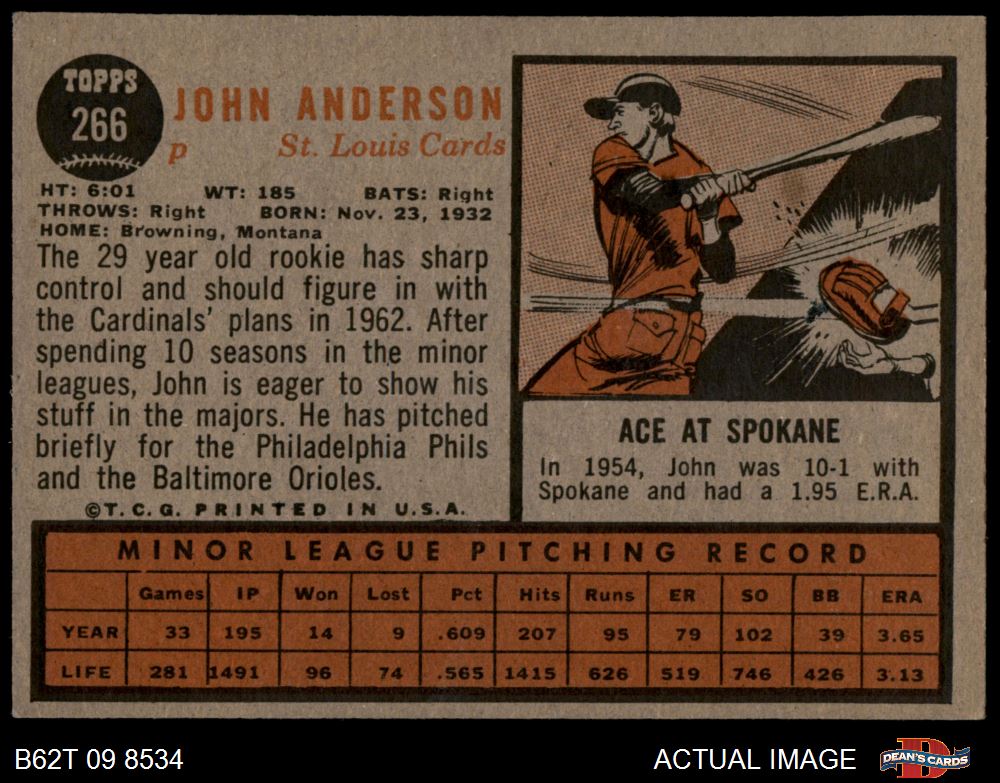 TOPPS
266
JOHN ANDERSON
p St. Louis Cards
HT: 6:01 WT: 185 BATS: Right
THROWS: Right BORN: Nov. 23, 1932
HOME: Browning, Montana
The 29 year old rookie has sharp
control and should figure in with
the Cardinals' plans in 1962. After
spending 10 seasons in the minor
leagues, John is eager to show his
stuff in the majors. He has pitched
briefly for the Philadelphia Phils
and the Baltimore Orioles.
©T. C. G. PRINTED IN U.S.A.
ACE AT SPOKANE
In 1954, John was 10-1 with
Spokane and had a 1.95 E.R.A.
MINOR LEAGUE PITCHING RECORD
Games IP Won Lost Pct Hits Runs ER SO BB ERA
YEAR 33 195 14 9 .609 207 95 79 102 39 3.65
LIFE 281 1491 96 74 .565 1415 626 519 746 426 3.13
B62T 09 8534 ACTUAL IMAGE DEAN'S CARDS